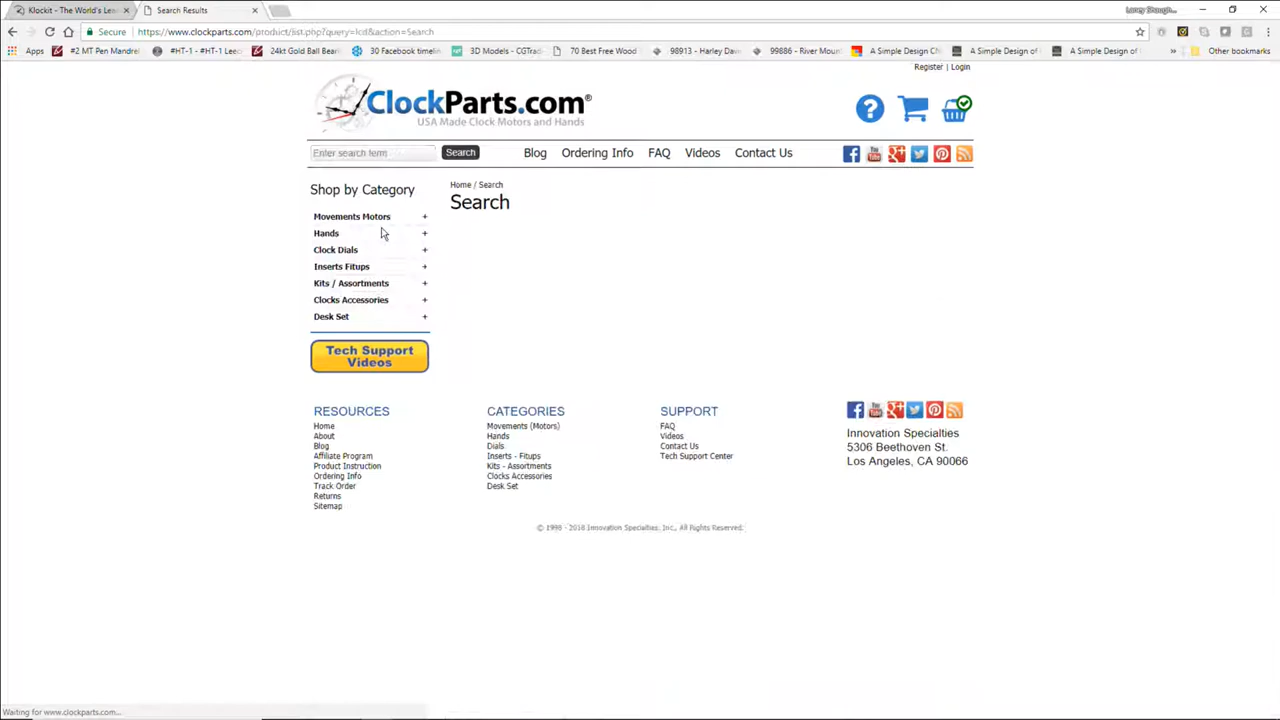 Klockit - The World's Lea
Search Results
https://www.clockparts.com/product/list.php?query=lcd&action=Search
Secure
Apps
#2 MT Pen Mandrel
#HT-1 - #HT-1 Leec
24kt Gold Ball Bear
30 Facebook timelin
3D Models - CGTrad
70 Best Free Wood
98913 - Harley Dav
99886 - River Moun
A Simple Design Ch
A Simple Design of
A Simple Design of
Other bookmarks
Register | Login
ClockParts.com®
USA Made Clock Motors and Hands
Enter search term
Search
Blog
Ordering Info
FAQ
Videos
Contact Us
Shop by Category
Movements Motors +
Hands +
Clock Dials +
Inserts Fitups +
Kits / Assortments +
Clocks Accessories +
Desk Set +
Tech Support
Videos
Home / Search
Search
RESOURCES
Home
About
Blog
Affiliate Program
Product Instruction
Ordering Info
Track Order
Returns
Sitemap
CATEGORIES
Movements (Motors)
Hands
Dials
Inserts - Fitups
Kits - Assortments
Clocks Accessories
Desk Set
SUPPORT
FAQ
Videos
Contact Us
Tech Support Center
Innovation Specialties
5306 Beethoven St.
Los Angeles, CA 90066
© 1998 - 2018 Innovation Specialties, Inc., All Rights Reserved.
Waiting for www.clockparts.com...